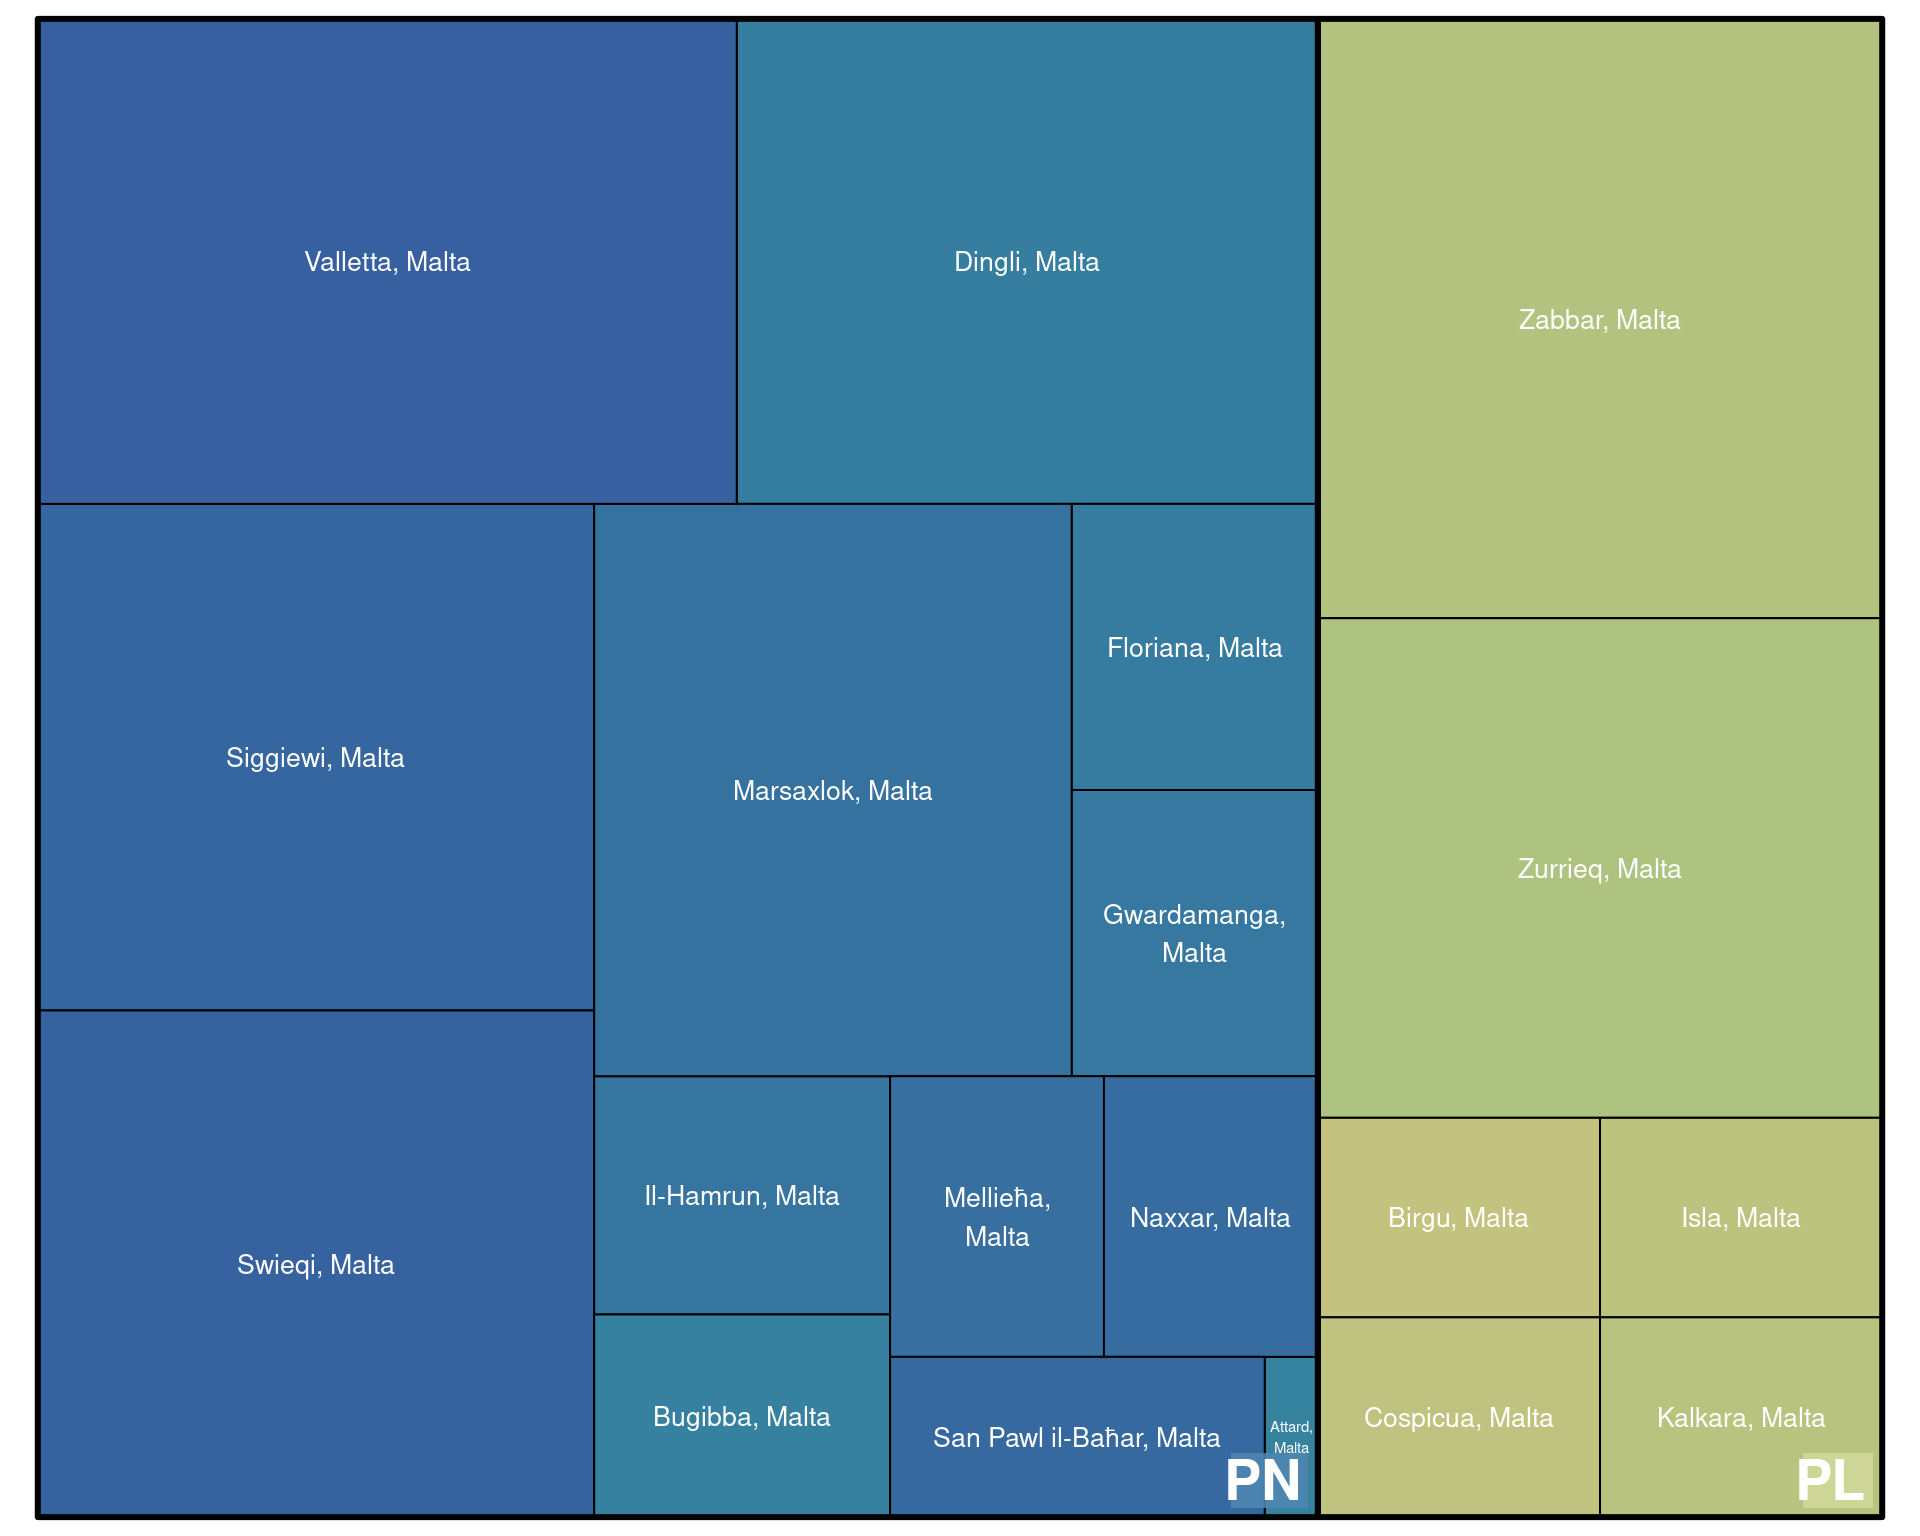 Valletta, Malta
Dingli, Malta
Zabbar, Malta
Floriana, Malta
Siggiewi, Malta
Marsaxlok, Malta
Zurrieq, Malta
Gwardamanga,
Malta
Il-Hamrun, Malta
Mellieħa,
Malta
Naxxar, Malta
Birgu, Malta
Isla, Malta
Swieqi, Malta
Bugibba, Malta
San Pawl il-Baħar, Malta
Attard,
Malta
Cospicua, Malta
Kalkara, Malta
PN
PL